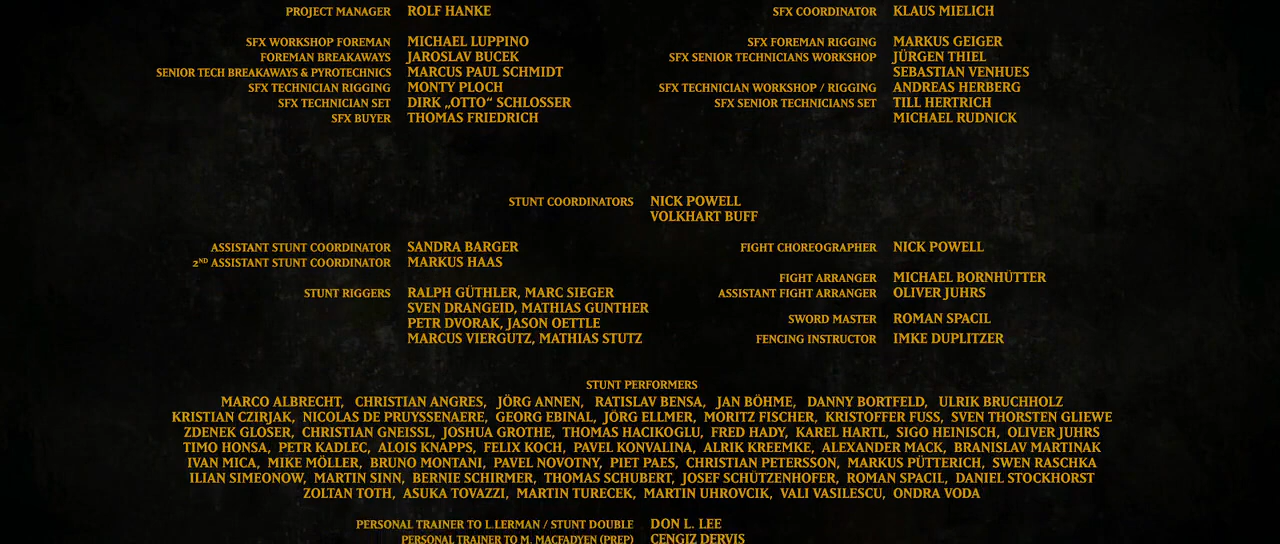 PROJECT MANAGER ROLF HANKE
SFX WORKSHOP FOREMAN MICHAEL LUPPINO
FOREMAN BREAKAWAYS JAROSLAV BUCEK
SENIOR TECH BREAKAWAYS & PYROTECHNICS MARCUS PAUL SCHMIDT
SFX TECHNICIAN RIGGING MONTY PLOCH
SFX TECHNICIAN SET DIRK „OTTO“ SCHLOSSER
SFX BUYER THOMAS FRIEDRICH
SFX COORDINATOR KLAUS MIELICH
SFX FOREMAN RIGGING MARKUS GEIGER
SFX SENIOR TECHNICIANS WORKSHOP JÜRGEN THIEL
SEBASTIAN VENHUES
SFX TECHNICIAN WORKSHOP / RIGGING ANDREAS HERBERG
SFX SENIOR TECHNICIANS SET TILL HERTRICH
MICHAEL RUDNICK
STUNT COORDINATORS NICK POWELL
VOLKHART BUFF
ASSISTANT STUNT COORDINATOR SANDRA BARGER
2ND ASSISTANT STUNT COORDINATOR MARKUS HAAS
STUNT RIGGERS RALPH GÜTHLER, MARC SIEGER
SVEN DRANGEID, MATHIAS GUNTHER
PETR DVORAK, JASON OETTLE
MARCUS VIERGUTZ, MATHIAS STUTZ
FIGHT CHOREOGRAPHER NICK POWELL
FIGHT ARRANGER MICHAEL BORNHÜTTER
ASSISTANT FIGHT ARRANGER OLIVER JUHRS
SWORD MASTER ROMAN SPACIL
FENCING INSTRUCTOR IMKE DUPLITZER
STUNT PERFORMERS
MARCO ALBRECHT, CHRISTIAN ANGRES, JÖRG ANNEN, RATISLAV BENSA, JAN BÖHME, DANNY BORTFELD, ULRIK BRUCHHOLZ
KRISTIAN CZIRJAK, NICOLAS DE PRUYSSENAERE, GEORG EBINAL, JÖRG ELLMER, MORITZ FISCHER, KRISTOFFER FUSS, SVEN THORSTEN GLIEWE
ZDENEK GLOSER, CHRISTIAN GNEISSL, JOSHUA GROTHE, THOMAS HACIKOGLU, FRED HADY, KAREL HARTL, SIGO HEINISCH, OLIVER JUHRS
TIMO HONSA, PETR KADLEC, ALOIS KNAPPS, FELIX KOCH, PAVEL KONVALINA, ALRIK KREEMKE, ALEXANDER MACK, BRANISLAV MARTINAK
IVAN MICA, MIKE MÖLLER, BRUNO MONTANI, PAVEL NOVOTNY, PIET PAES, CHRISTIAN PETERSSON, MARKUS PÜTTERICH, SWEN RASCHKA
ILIAN SIMEONOW, MARTIN SINN, BERNIE SCHIRMER, THOMAS SCHUBERT, JOSEF SCHÜTZENHOFER, ROMAN SPACIL, DANIEL STOCKHORST
ZOLTAN TOTH, ASUKA TOVAZZI, MARTIN TURECEK, MARTIN UHROVCIK, VALI VASILESCU, ONDRA VODA
PERSONAL TRAINER TO L.LERMAN / STUNT DOUBLE DON L. LEE
PERSONAL TRAINER TO M. MACFADYEN (PREP) CENGIZ DERVIS